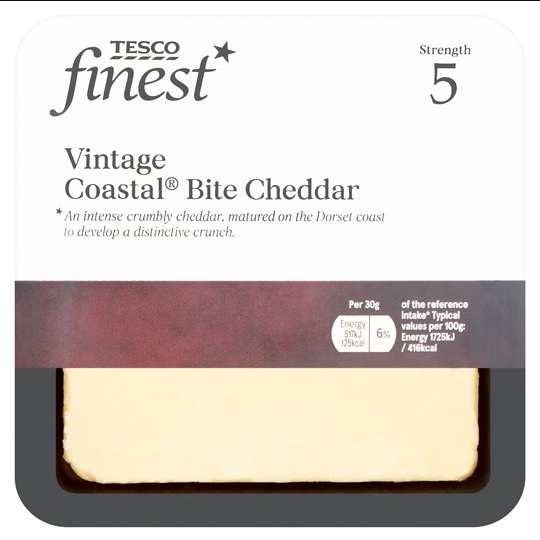 TESCO
finest*
Strength
5
Vintage
Coastal® Bite Cheddar
*An intense crumbly cheddar, matured on the Dorset coast
to develop a distinctive crunch.
Per 30g
Energy
517kJ
125kcal
6%
of the reference
intake* Typical
values per 100g:
Energy 1725kJ
/ 416kcal